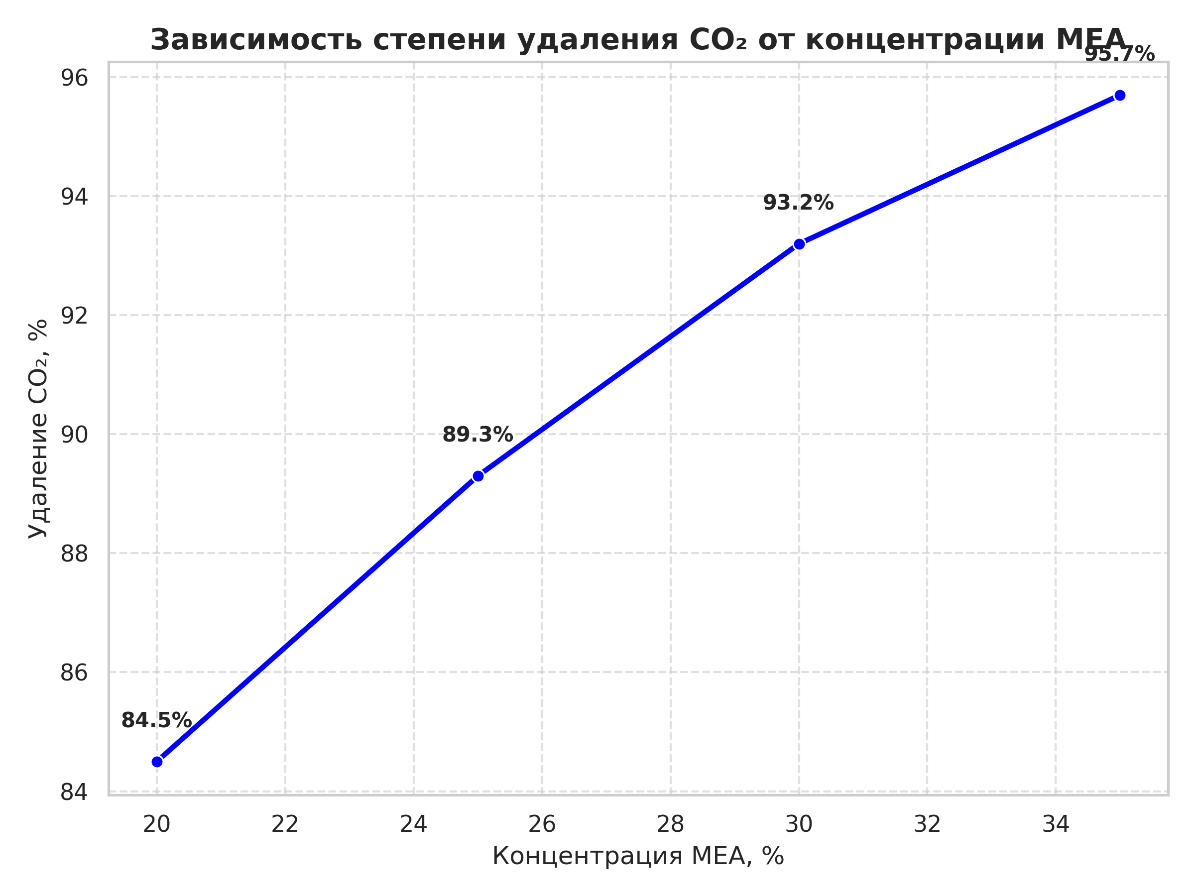 Зависимость степени удаления CO₂ от концентрации MEA
95.7%
96
94
93.2%
92
90
89.3%
88
86
84.5%
84
Удаление CO₂, %
20 22 24 26 28 30 32 34
Концентрация MEA, %